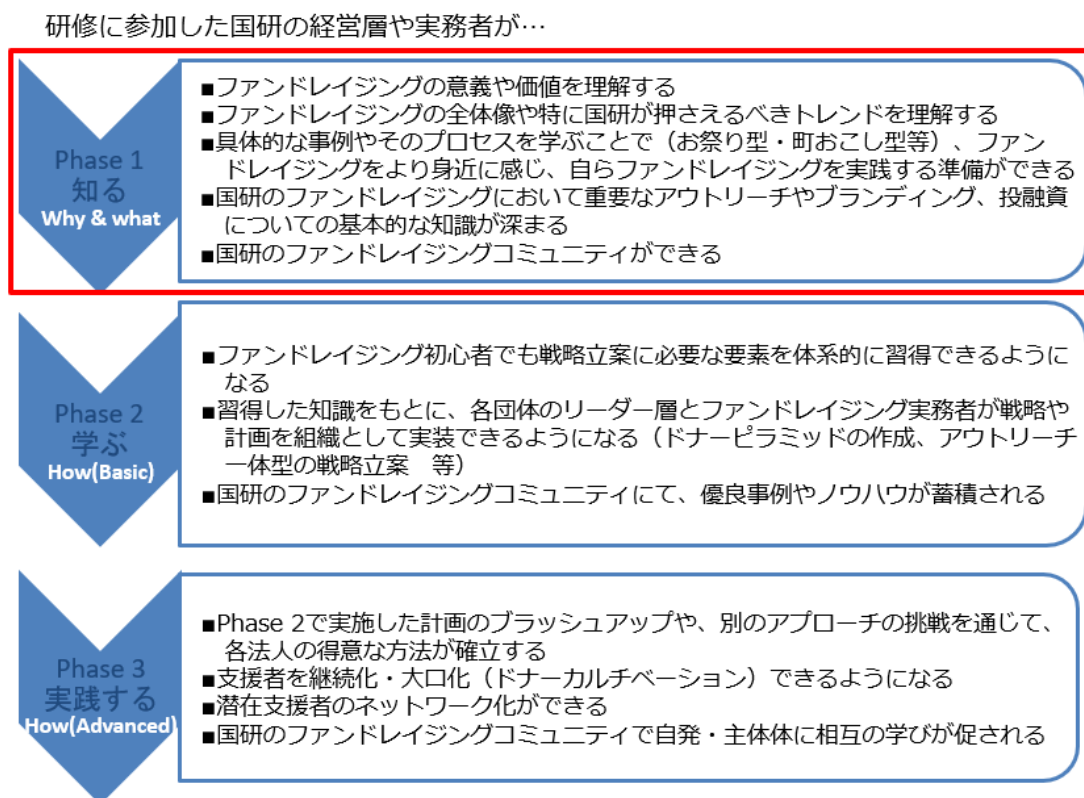 研修に参加した国研の経営層や実務者が…
Phase 1
知る
Why & what
■ファンドレイジングの意義や価値を理解する
■ファンドレイジングの全体像や特に国研が押さえるべきトレンドを理解する
■具体的な事例やそのプロセスを学ぶことで（お祭り型・町おこし型等）、ファン
ドレイジングをより身近に感じ、自らファンドレイジングを実践する準備ができる
■国研のファンドレイジングにおいて重要なアウトリーチやブランディング、投融資
についての基本的な知識が深まる
■国研のファンドレイジングコミュニティができる
Phase 2
学ぶ
How(Basic)
■ファンドレイジング初心者でも戦略立案に必要な要素を体系的に習得できるように
なる
■習得した知識をもとに、各団体のリーダー層とファンドレイジング実務者が戦略や
計画を組織として実装できるようになる（ドナーピラミッドの作成、アウトリーチ
一体型の戦略立案　等）
■国研のファンドレイジングコミュニティにて、優良事例やノウハウが蓄積される
Phase 3
実践する
How(Advanced)
■Phase 2で実施した計画のブラッシュアップや、別のアプローチの挑戦を通じて、
各法人の得意な方法が確立する
■支援者を継続化・大口化（ドナーカルチベーション）できるようになる
■潜在支援者のネットワーク化ができる
■国研のファンドレイジングコミュニティで自発・主体体に相互の学びが促される